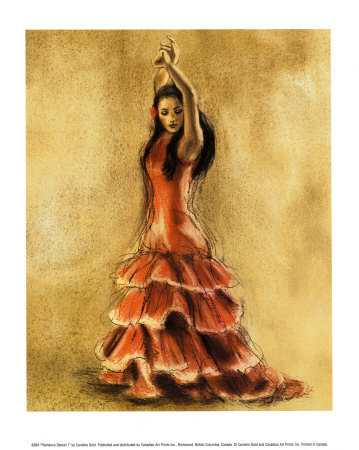 6084 "Flamenco Dancer I" by Caroline Gold. Published and distributed by Canadian Art Prints Inc., Richmond, British Columbia, Canada. © Caroline Gold and Canadian Art Prints Inc. Printed in Canada.